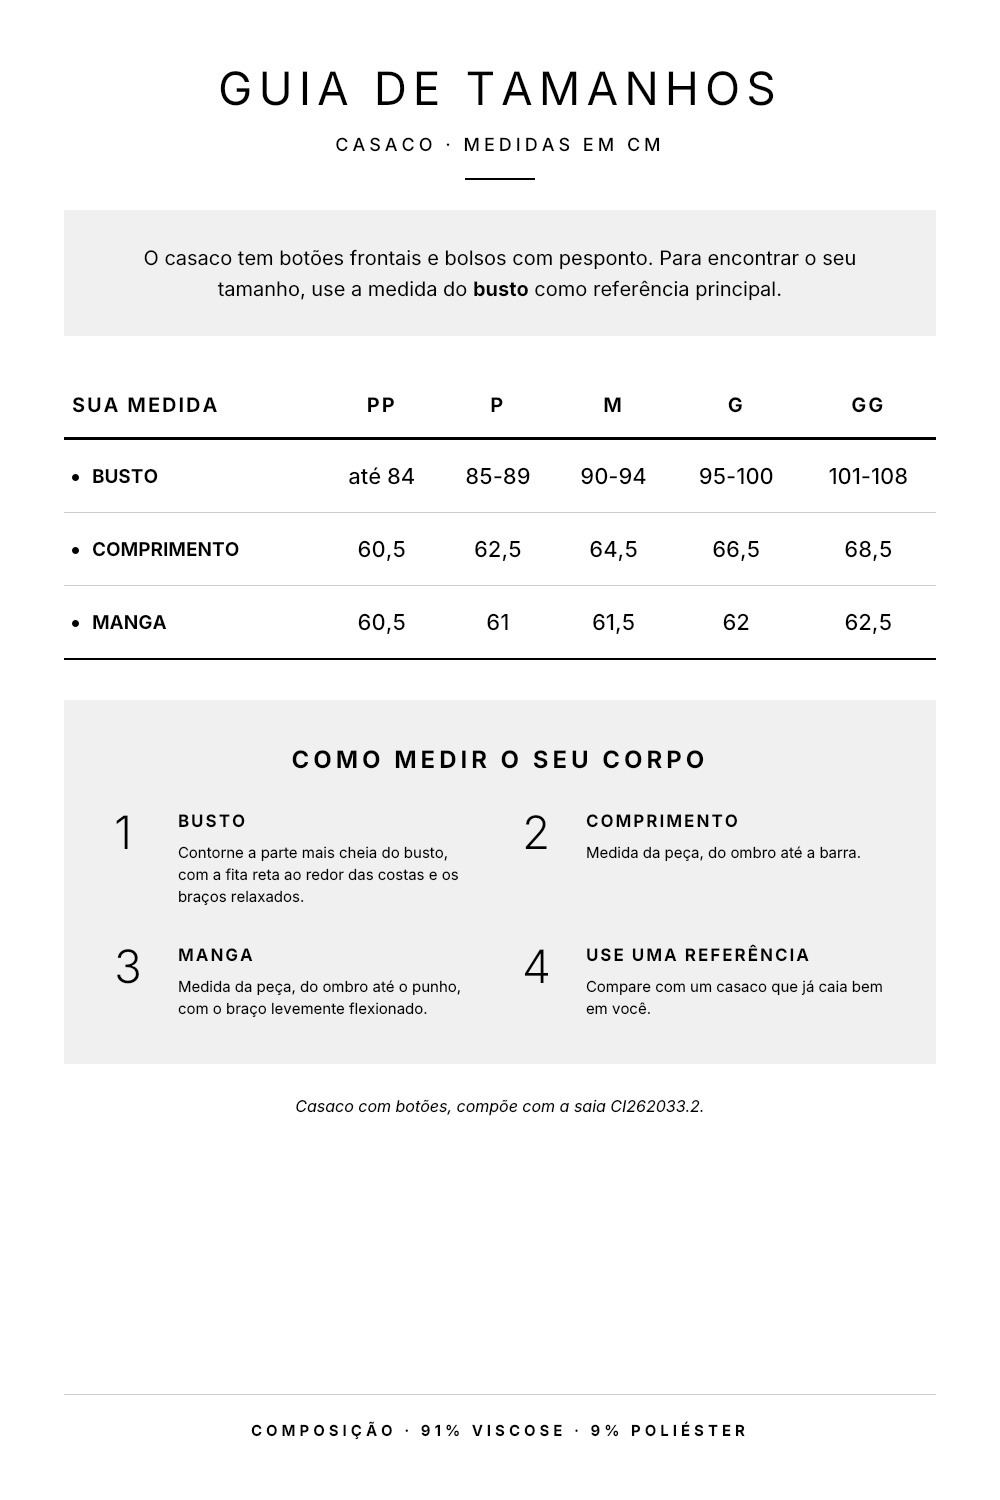 GUIA DE TAMANHOS
CASACO · MEDIDAS EM CM
O casaco tem botões frontais e bolsos com pesponto. Para encontrar o seu
tamanho, use a medida do busto como referência principal.
SUA MEDIDA PP P M G GG
• BUSTO até 84 85-89 90-94 95-100 101-108
• COMPRIMENTO 60,5 62,5 64,5 66,5 68,5
• MANGA 60,5 61 61,5 62 62,5
COMO MEDIR O SEU CORPO
1 BUSTO
Contorne a parte mais cheia do busto,
com a fita reta ao redor das costas e os
braços relaxados.
2 COMPRIMENTO
Medida da peça, do ombro até a barra.
3 MANGA
Medida da peça, do ombro até o punho,
com o braço levemente flexionado.
4 USE UMA REFERÊNCIA
Compare com um casaco que já caia bem
em você.
Casaco com botões, compõe com a saia CI262033.2.
COMPOSIÇÃO · 91% VISCOSE · 9% POLIÉSTER